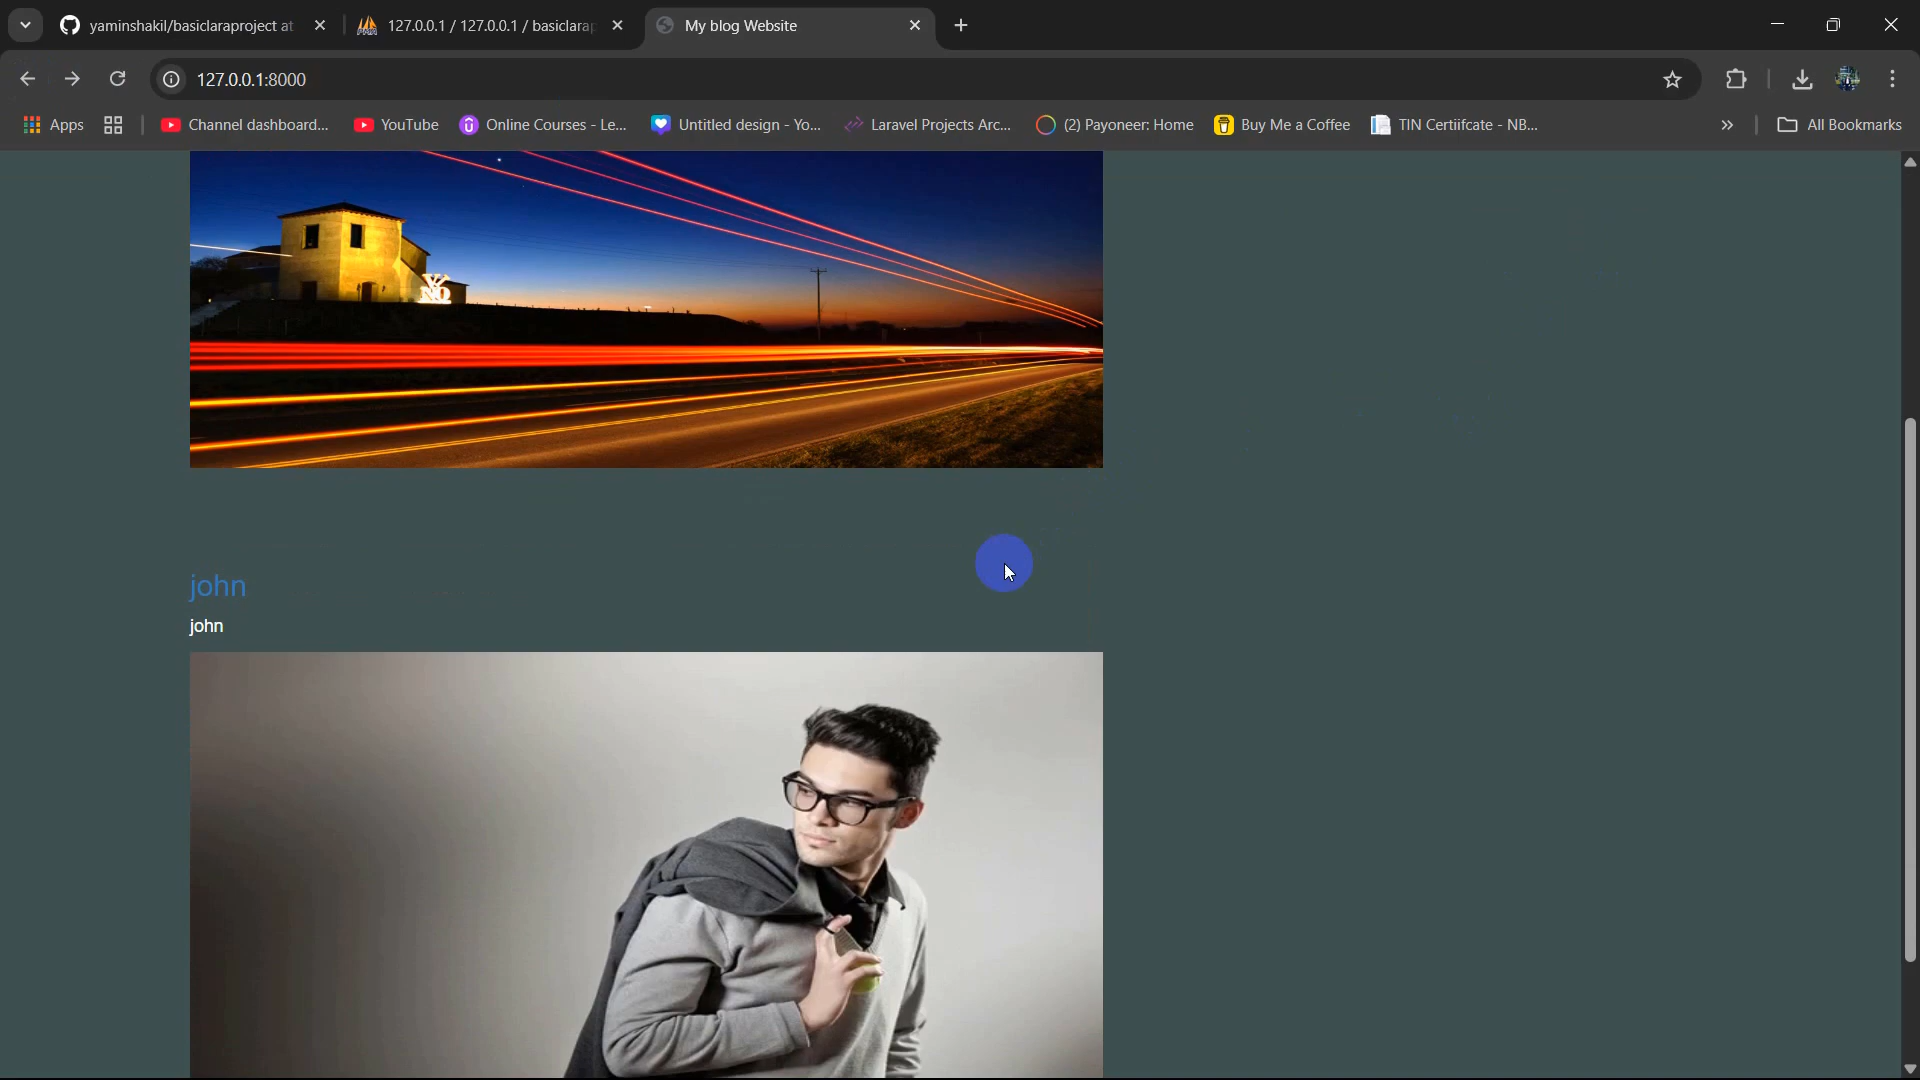 yaminshakil/basiclaraproject at
127.0.0.1 / 127.0.0.1 / basiclarap
My blog Website
127.0.0.1:8000
Apps
Channel dashboard...
YouTube
Online Courses - Le...
Untitled design - Yo...
Laravel Projects Arc...
(2) Payoneer: Home
Buy Me a Coffee
TIN Certiifcate - NB...
All Bookmarks
john
john